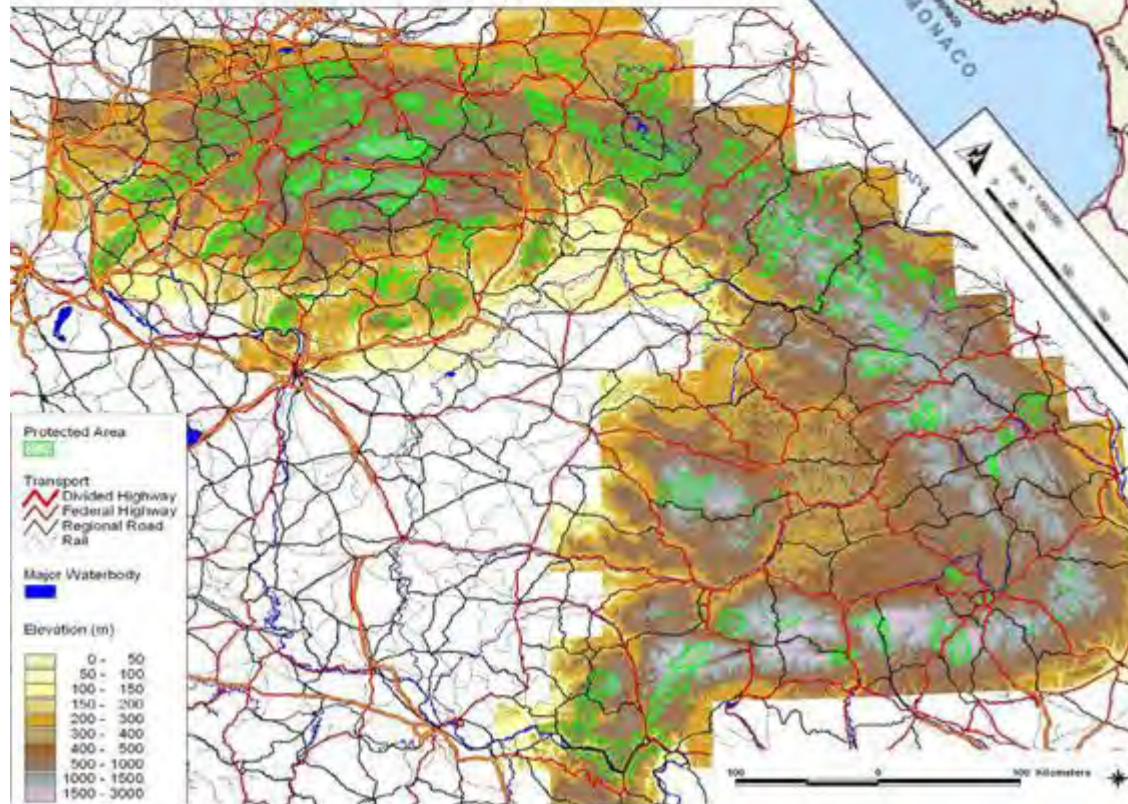 MONACO
Protected Area
Transport
Divided Highway
Federal Highway
Regional Road
Rail
Major Waterbody
Elevation (m)
0 - 50
50 - 100
100 - 150
150 - 200
200 - 300
300 - 400
400 - 500
500 - 1000
1000 - 1500
1500 - 3000
100 0 100 Kilometers